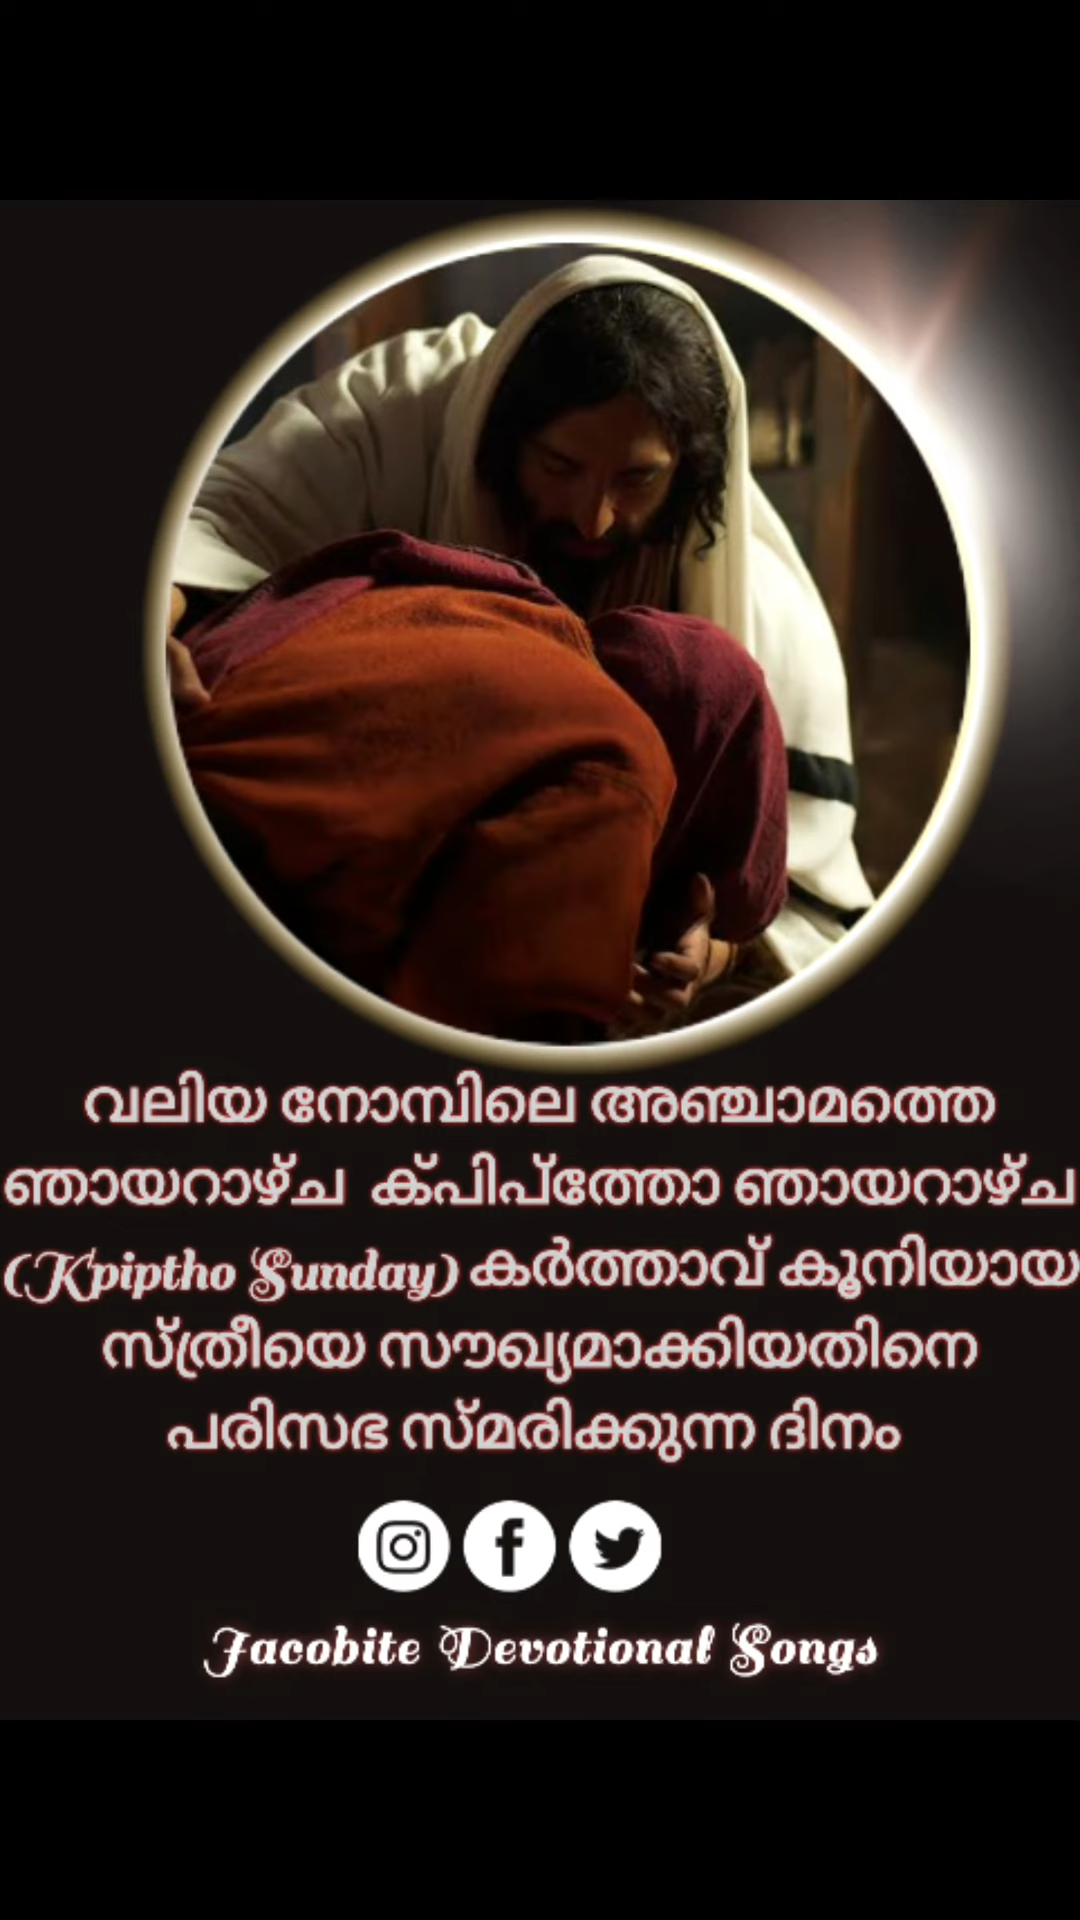 വലിയ നോമ്പിലെ അഞ്ചാമത്തെ
ഞായറാഴ്ച ക്പിപ്ത്തോ ഞായറാഴ്ച
(Kpiptho Sunday) കർത്താവ് കൂനിയായ
സ്ത്രീയെ സൗഖ്യമാക്കിയതിനെ
പരിസഭ സ്മരിക്കുന്ന ദിനം
Jacobite Devotional Songs